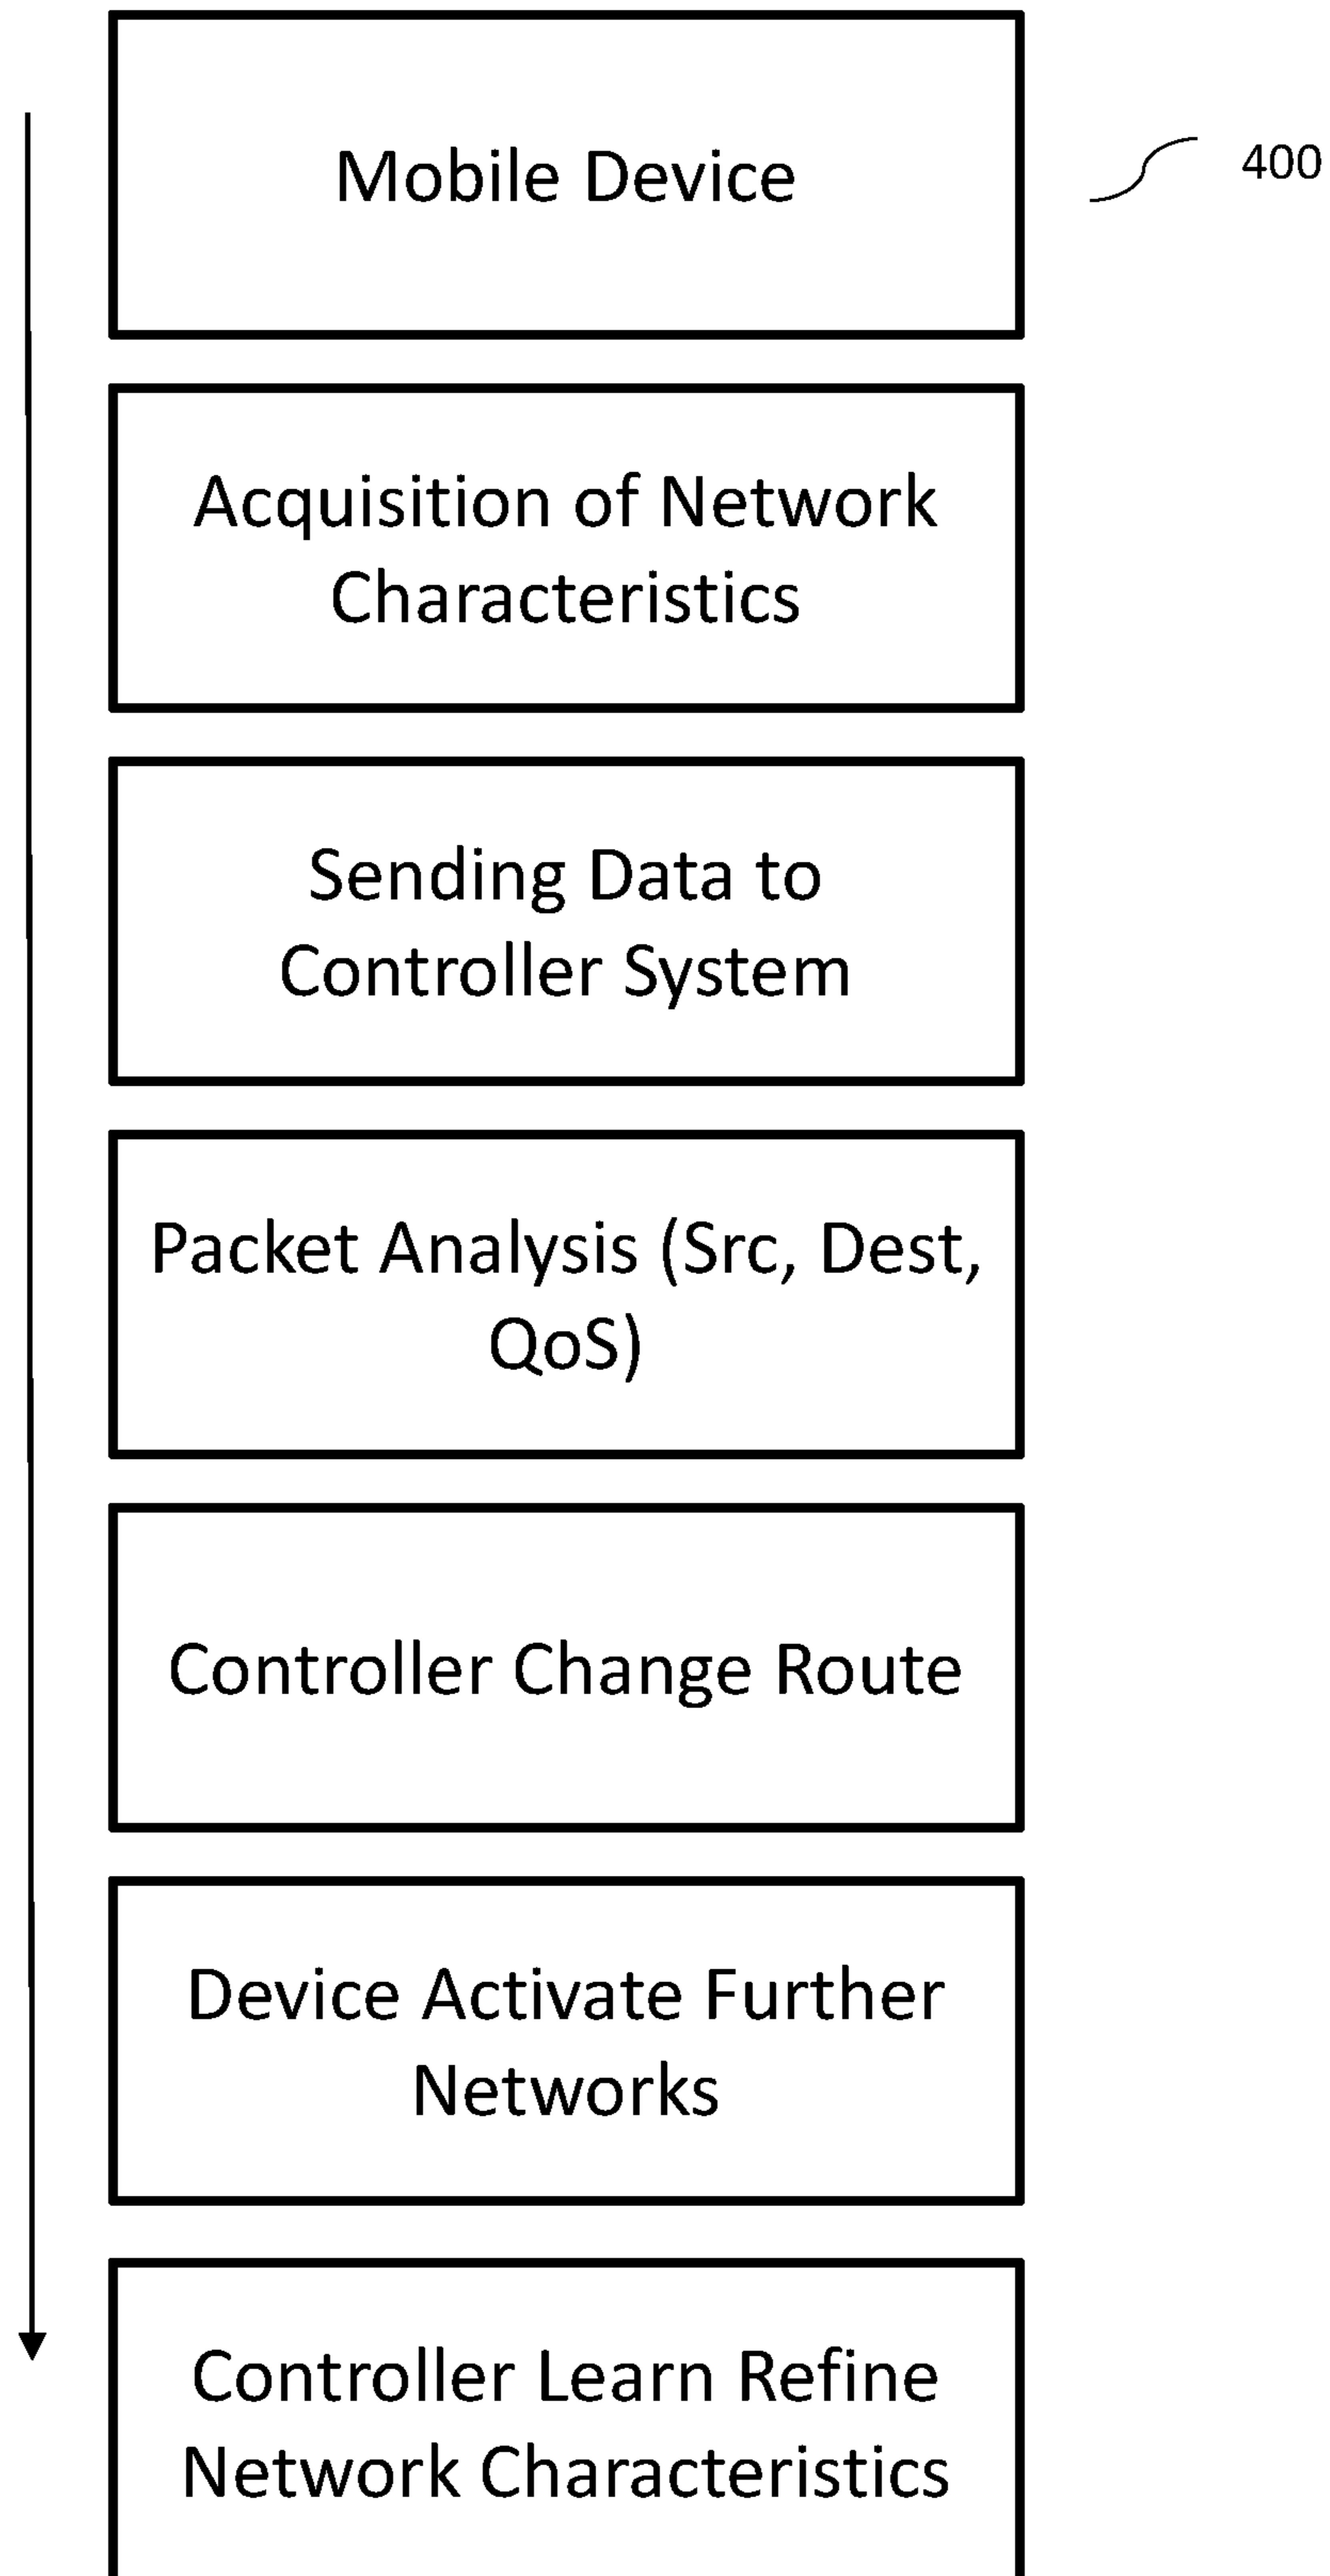 Mobile Device
400
Acquisition of Network
Characteristics
Sending Data to
Controller System
Packet Analysis (Src, Dest,
QoS)
Controller Change Route
Device Activate Further
Networks
Controller Learn Refine
Network Characteristics